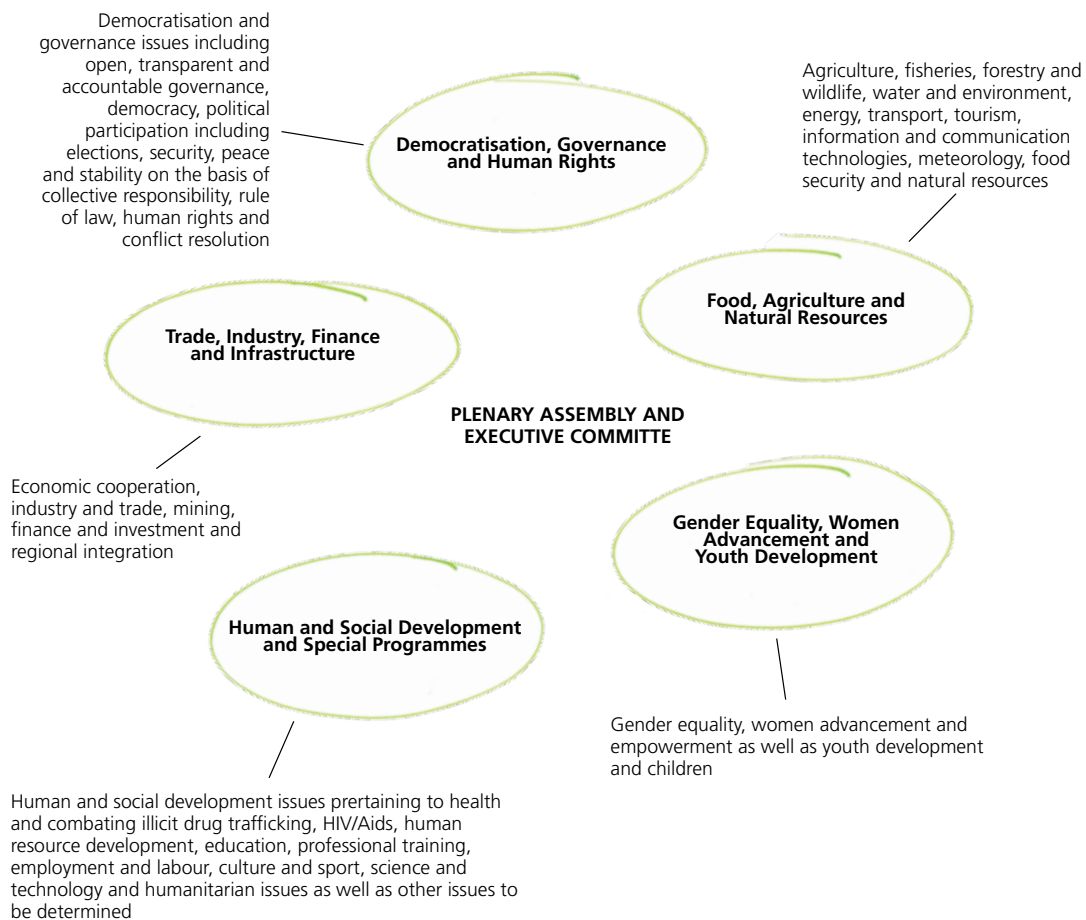 Democratisation and
governance issues including
open, transparent and
accountable governance,
democracy, political
participation including
elections, security, peace
and stability on the basis of
collective responsibility, rule
of law, human rights and
conflict resolution
Democratisation, Governance
and Human Rights
Agriculture, fisheries, forestry and
wildlife, water and environment,
energy, transport, tourism,
information and communication
technologies, meteorology, food
security and natural resources
Food, Agriculture and
Natural Resources
Trade, Industry, Finance
and Infrastructure
PLENARY ASSEMBLY AND
EXECUTIVE COMMITTE
Economic cooperation,
industry and trade, mining,
finance and investment and
regional integration
Gender Equality, Women
Advancement and
Youth Development
Human and Social Development
and Special Programmes
Gender equality, women advancement and
empowerment as well as youth development
and children
Human and social development issues pertaining to health
and combating illicit drug trafficking, HIV/Aids, human
resource development, education, professional training,
employment and labour, culture and sport, science and
technology and humanitarian issues as well as other issues to
be determined